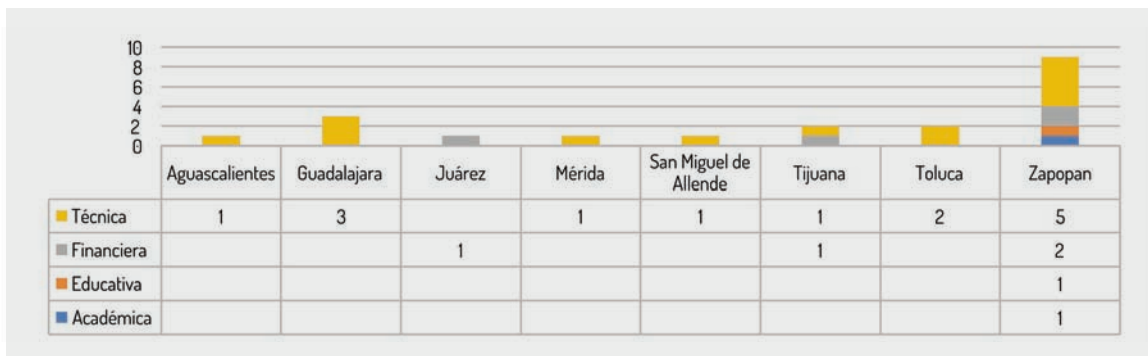 10
8
6
4
2
0
Aguascalientes Guadalajara Juárez Mérida San Miguel de Allende Tijuana Toluca Zapopan
Técnica 1 3 1 1 1 2 5
Financiera 1 1 2
Educativa 1
Académica 1